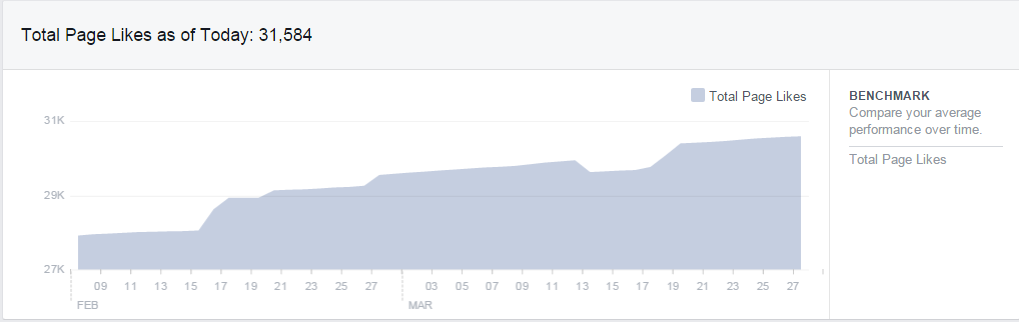 Total Page Likes as of Today: 31,584
Total Page Likes
BENCHMARK
Compare your average
performance over time.
Total Page Likes
31K
29K
27K
09 11 13 15 17 19 21 23 25 27 03 05 07 09 11 13 15 17 19 21 23 25 27
FEB MAR